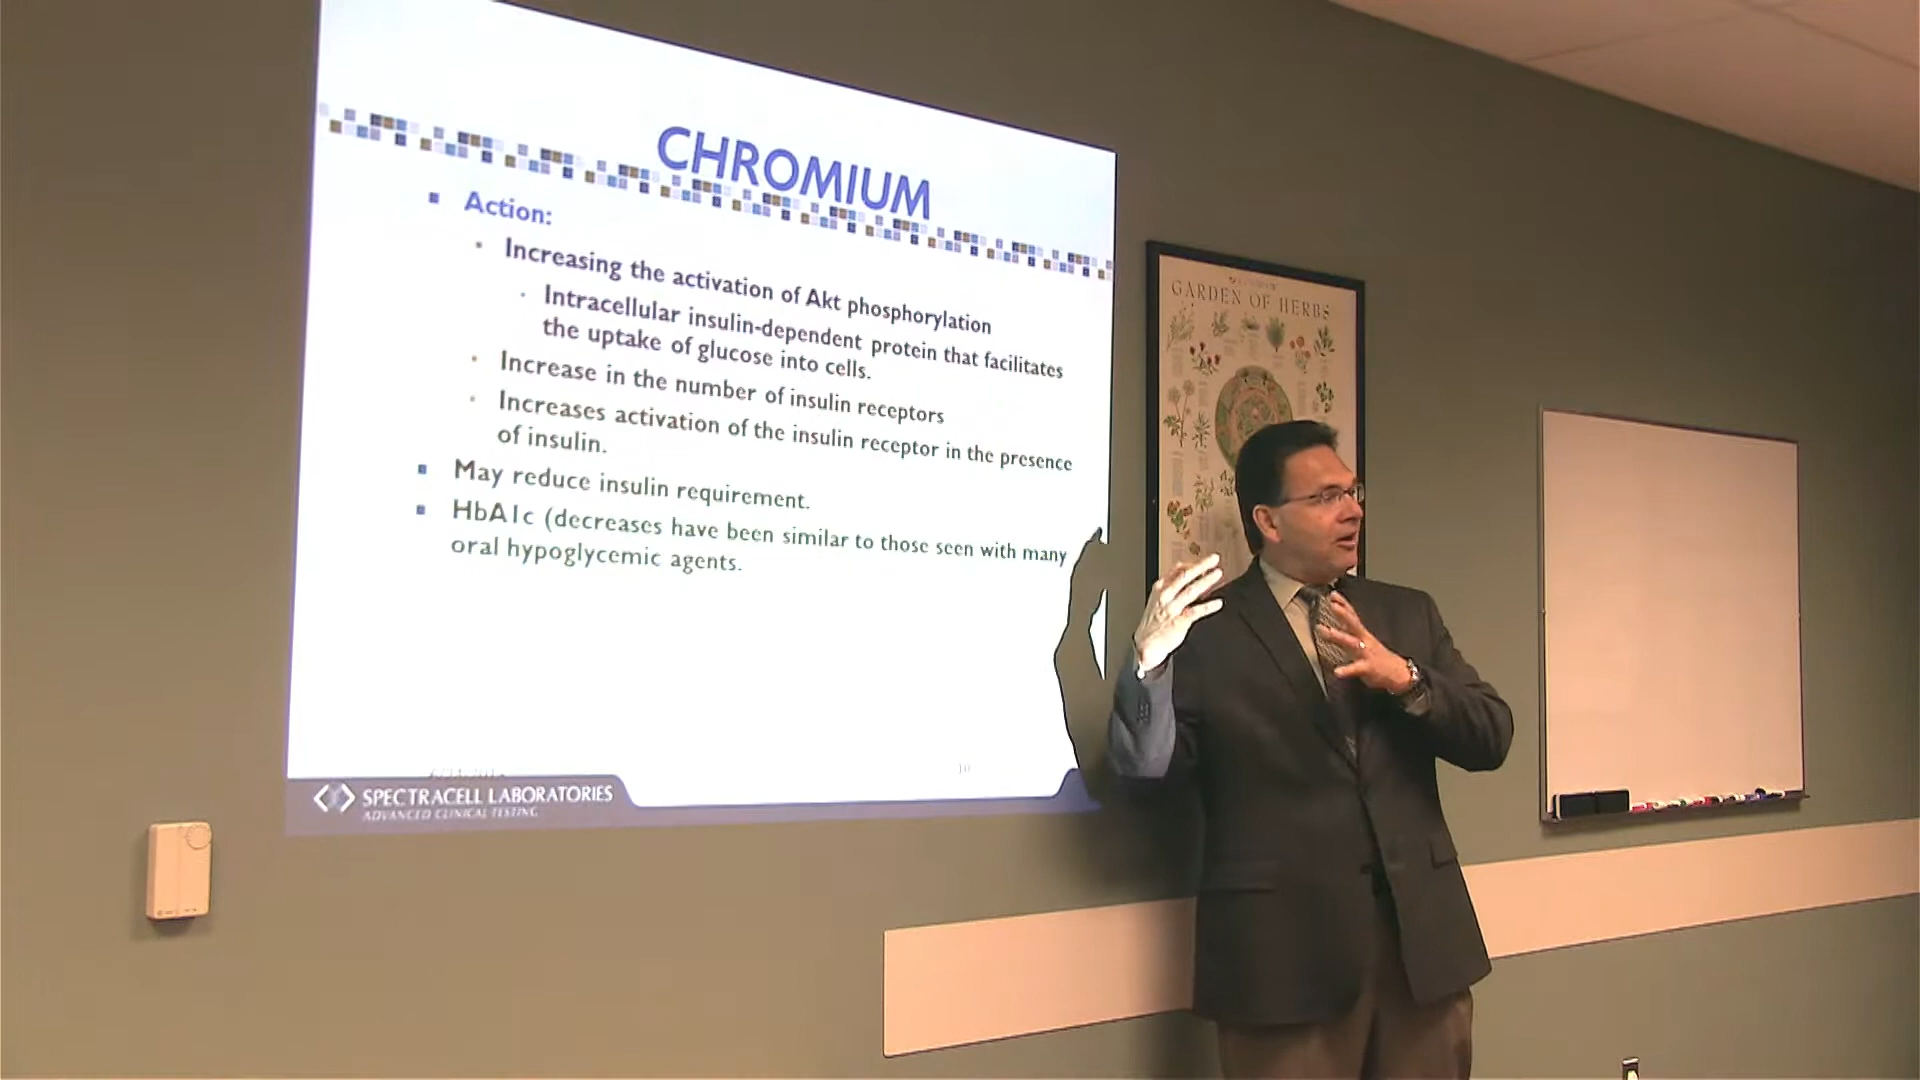 CHROMIUM
Action:
Increasing the activation of Akt phosphorylation
Intracellular insulin-dependent protein that facilitates
the uptake of glucose into cells.
Increase in the number of insulin receptors
Increases activation of the insulin receptor in the presence
of insulin.
May reduce insulin requirement.
HbA1c (decreases have been similar to those seen with many
oral hypoglycemic agents.
10
SPECTRACELL LABORATORIES
ADVANCED CLINICAL TESTING
GARDEN OF HERBS